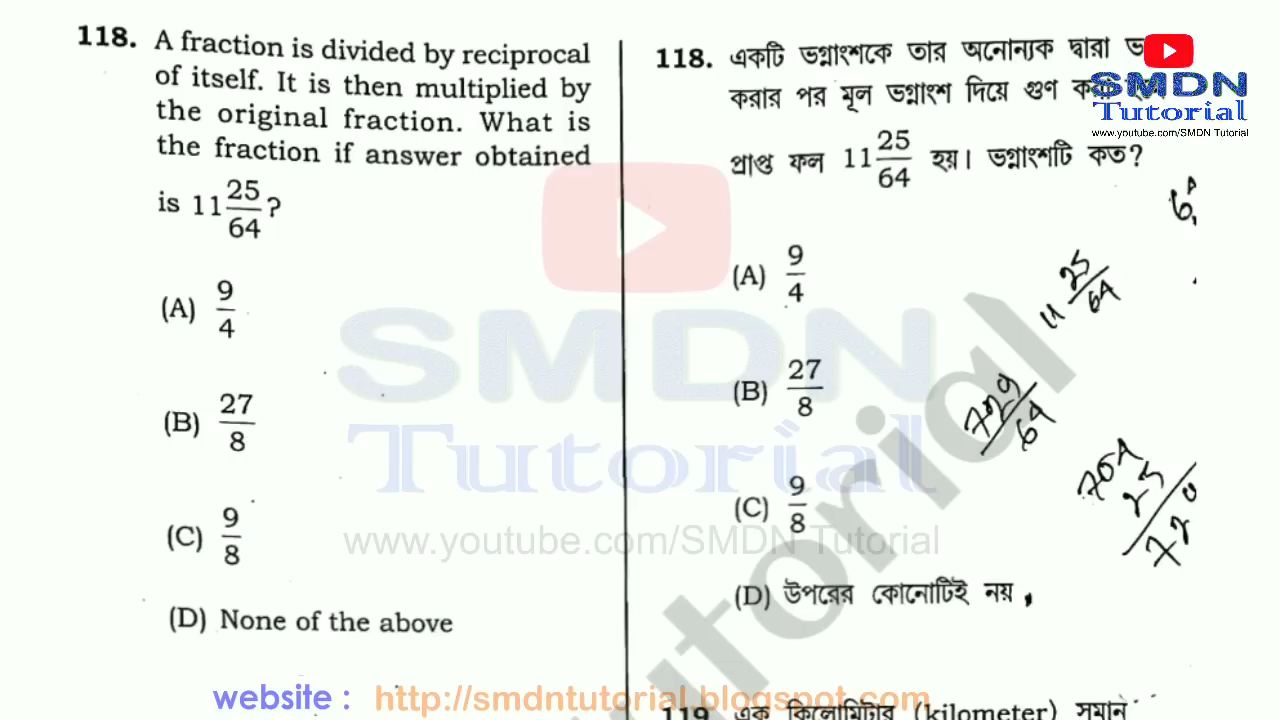 118. A fraction is divided by reciprocal
of itself. It is then multiplied by
the original fraction. What is
the fraction if answer obtained
is 11 25/64?
(A) 9/4
(B) 27/8
(C) 9/8
(D) None of the above
118. একটি ভগ্নাংশকে তার অনোন্যক দ্বারা
করার পর মূল ভগ্নাংশ দিয়ে গুণ
প্রাপ্ত ফল 11 25/64 হয়। ভগ্নাংশটি কত?
(A) 9/4
(B) 27/8
(C) 9/8
(D) উপরের কোনোটিই নয়
119. এক কিলোমিটার (kilometer) সমান
11 25/64
729/64
704
25
SMDN
Tutorial
www.youtube.com/SMDN Tutorial
SMDN
Tutorial
www.youtube.com/SMDN Tutorial
Tutorial
website : http://smdntutorial.blogspot.com